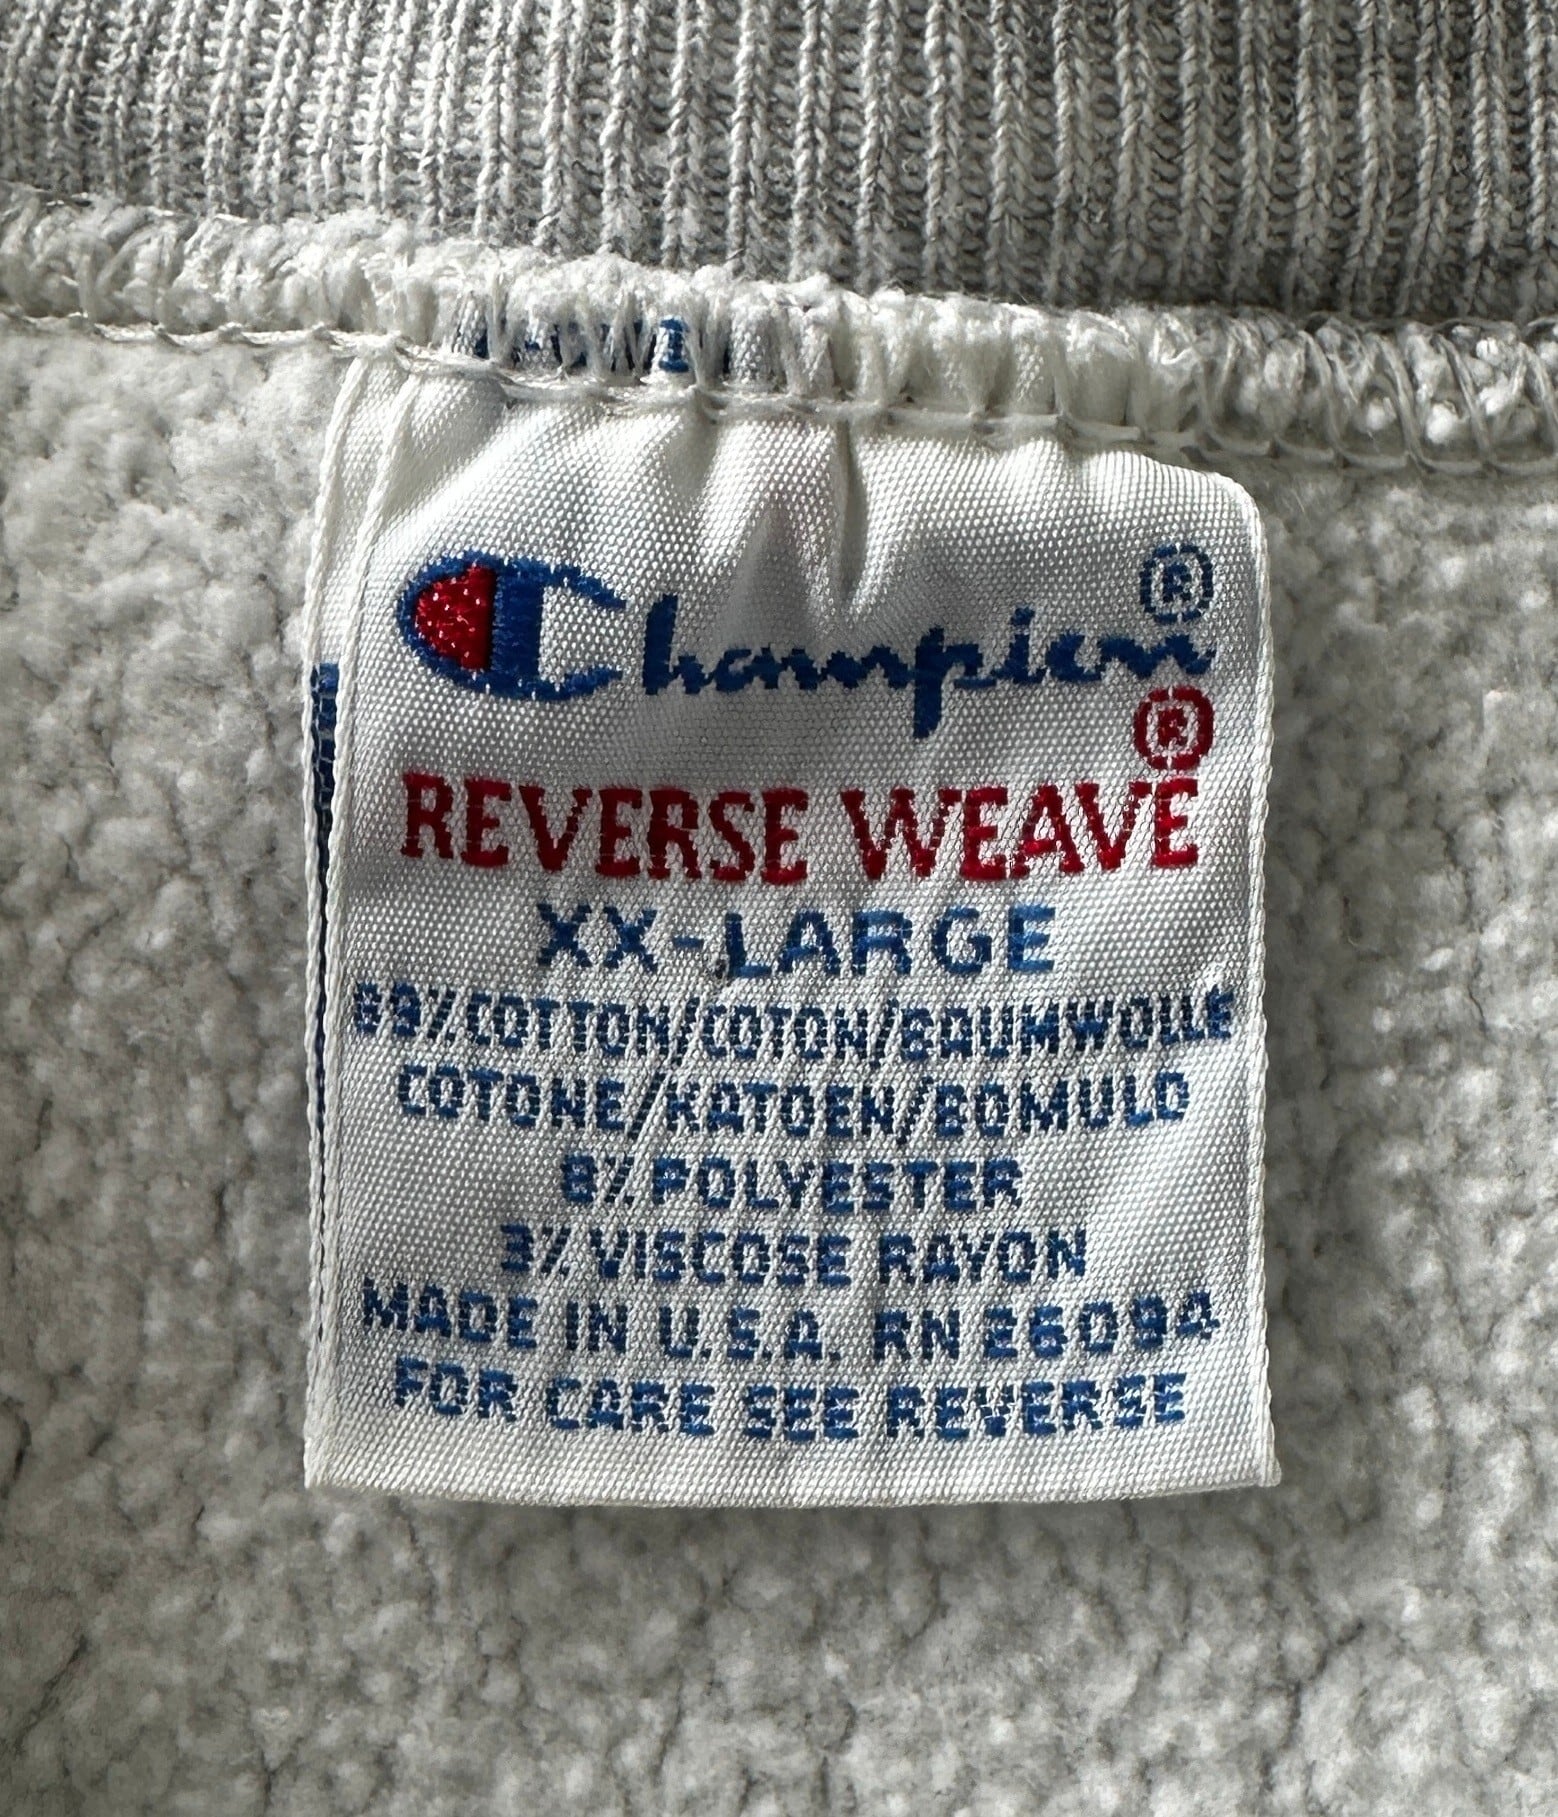 Champion®
®
REVERSE WEAVE
XX-LARGE
89% COTTON/COTON/BAUMWOLLE
COTONE/KATOEN/BOMULD
8% POLYESTER
3% VISCOSE RAYON
MADE IN U.S.A. RN 26094
FOR CARE SEE REVERSE